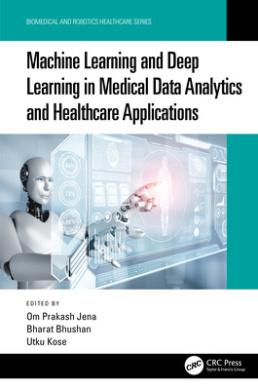 BIOMEDICAL AND ROBOTICS HEALTHCARE SERIES
Machine Learning and Deep
Learning in Medical Data Analytics
and Healthcare Applications
EDITED BY
Om Prakash Jena
Bharat Bhushan
Utku Kose
CRC
CRC Press
Taylor & Francis Group